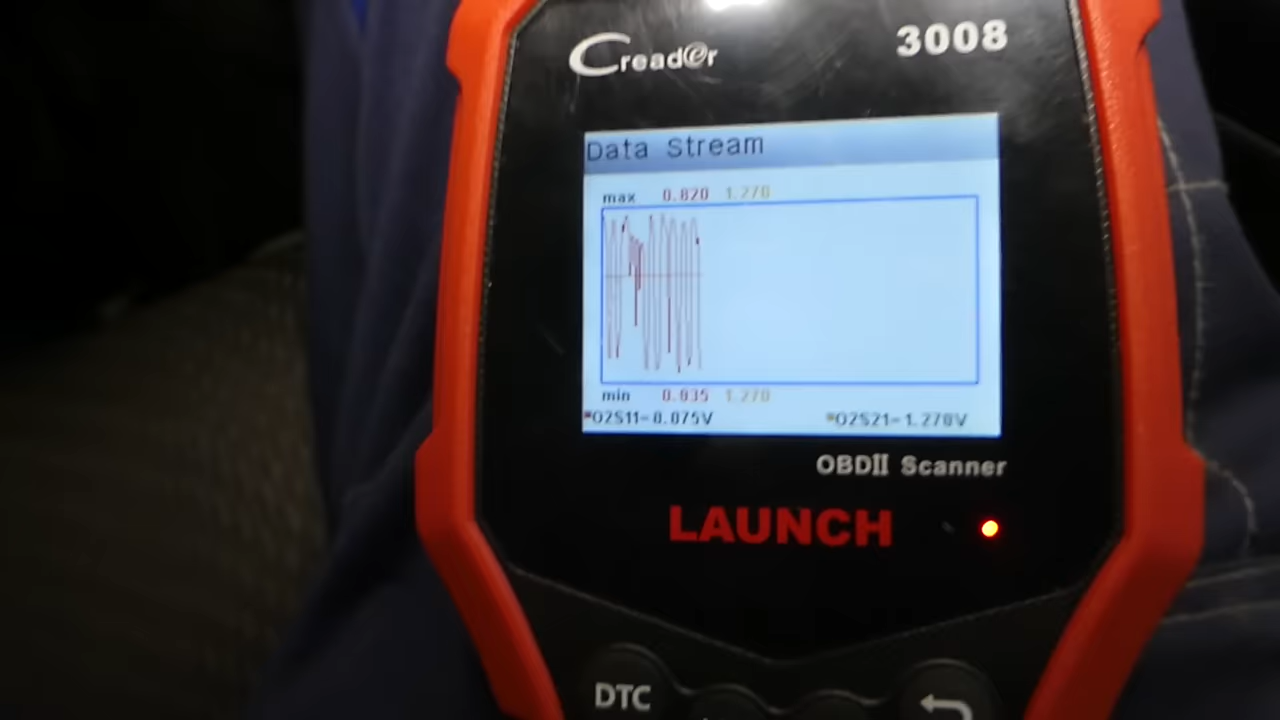 Cread@r 3008
Data Stream
max 0.820 1.270
min 0.035 1.270
O2S11=0.075V O2S21=1.270V
OBDII Scanner
LAUNCH
DTC